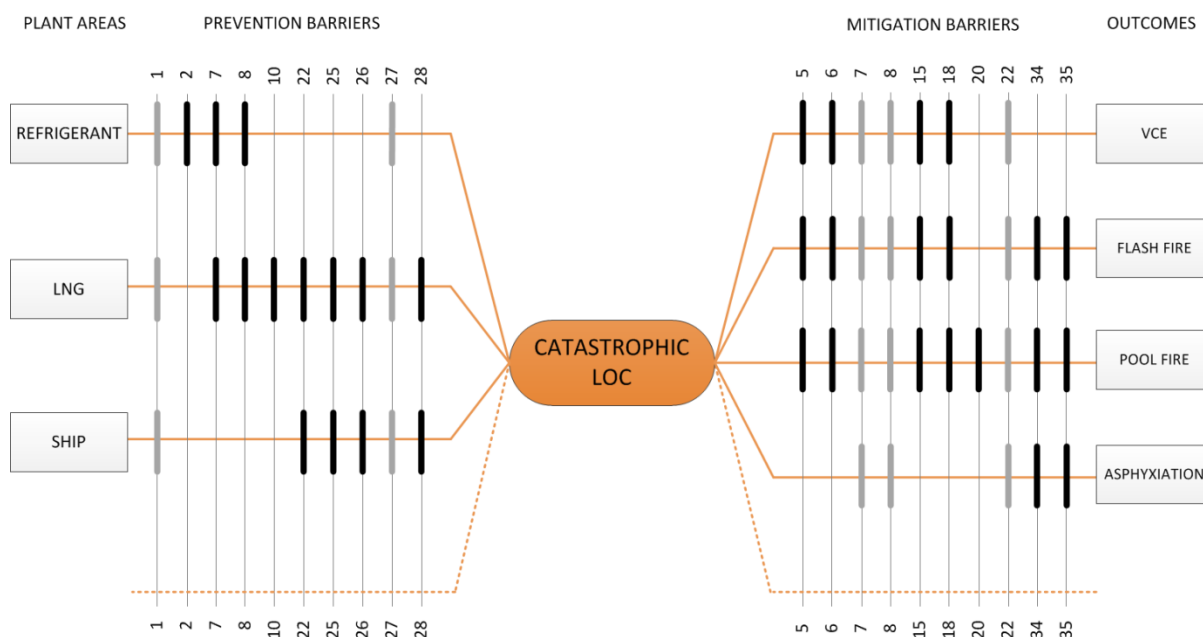 PLANT AREAS PREVENTION BARRIERS MITIGATION BARRIERS OUTCOMES
1 2 7 8 10 22 25 26 27 28 5 6 7 8 15 18 20 22 34 35
REFRIGERANT VCE
FLASH FIRE
LNG
CATASTROPHIC
LOC
POOL FIRE
SHIP
ASPHYXIATION
1 2 7 8 10 22 25 26 27 28 5 6 7 8 15 18 20 22 34 35